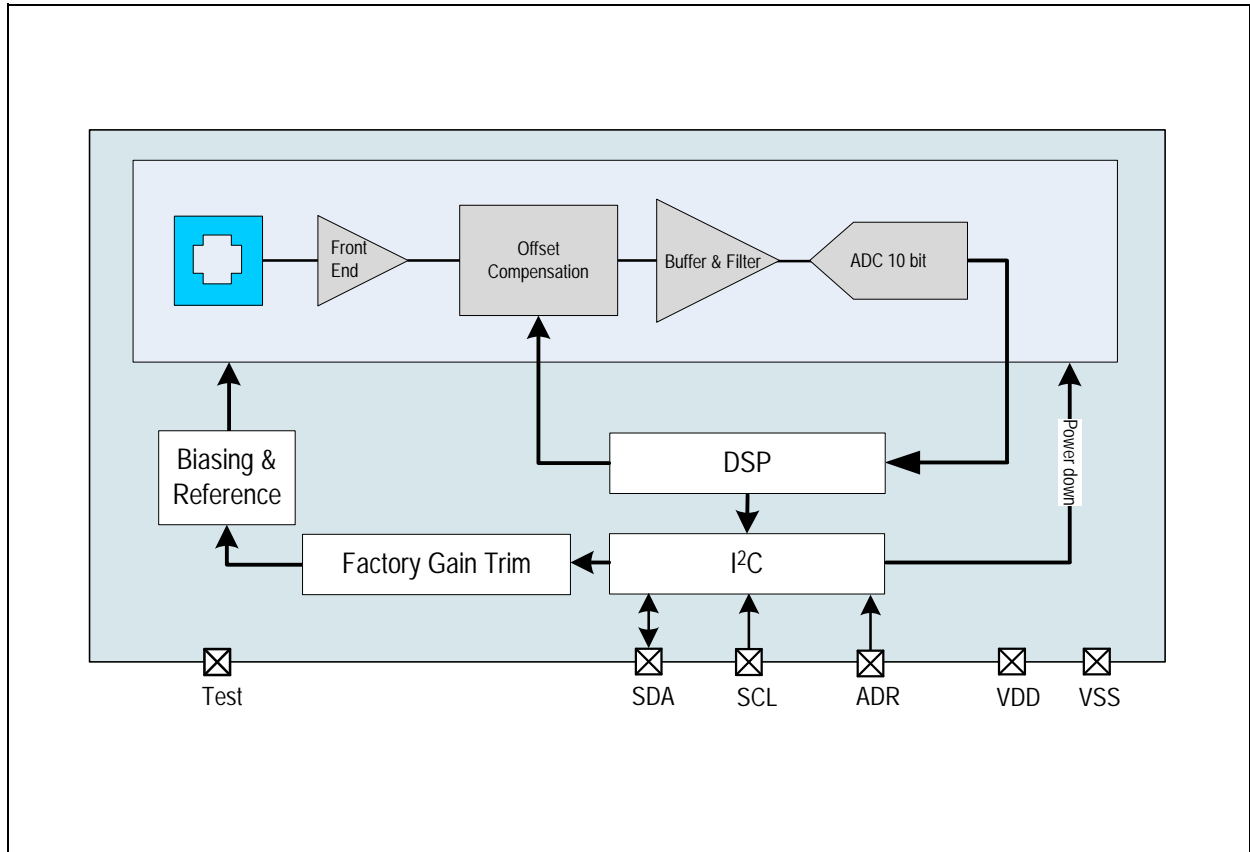 Front
End
Offset
Compensation
Buffer & Filter
ADC 10 bit
Biasing &
Reference
DSP
Power down
Factory Gain Trim
I²C
Test
SDA
SCL
ADR
VDD
VSS